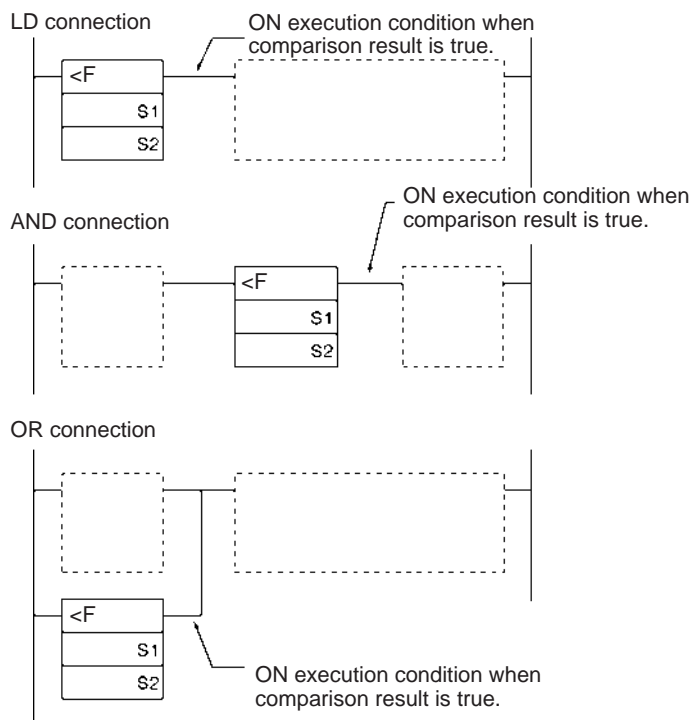 LD connection
ON execution condition when
comparison result is true.
<F
S1
S2
ON execution condition when
comparison result is true.
AND connection
<F
S1
S2
OR connection
<F
S1
S2
ON execution condition when
comparison result is true.